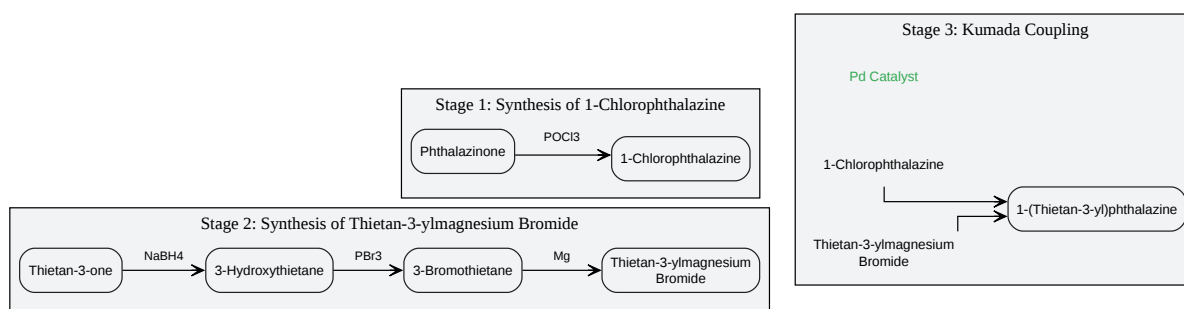 Stage 1: Synthesis of 1-Chlorophthalazine
Phthalazinone
POCl3
1-Chlorophthalazine
Stage 2: Synthesis of Thietan-3-ylmagnesium Bromide
Thietan-3-one
NaBH4
3-Hydroxythietane
PBr3
3-Bromothietane
Mg
Thietan-3-ylmagnesium
Bromide
Stage 3: Kumada Coupling
Pd Catalyst
1-Chlorophthalazine
Thietan-3-ylmagnesium
Bromide
1-(Thietan-3-yl)phthalazine